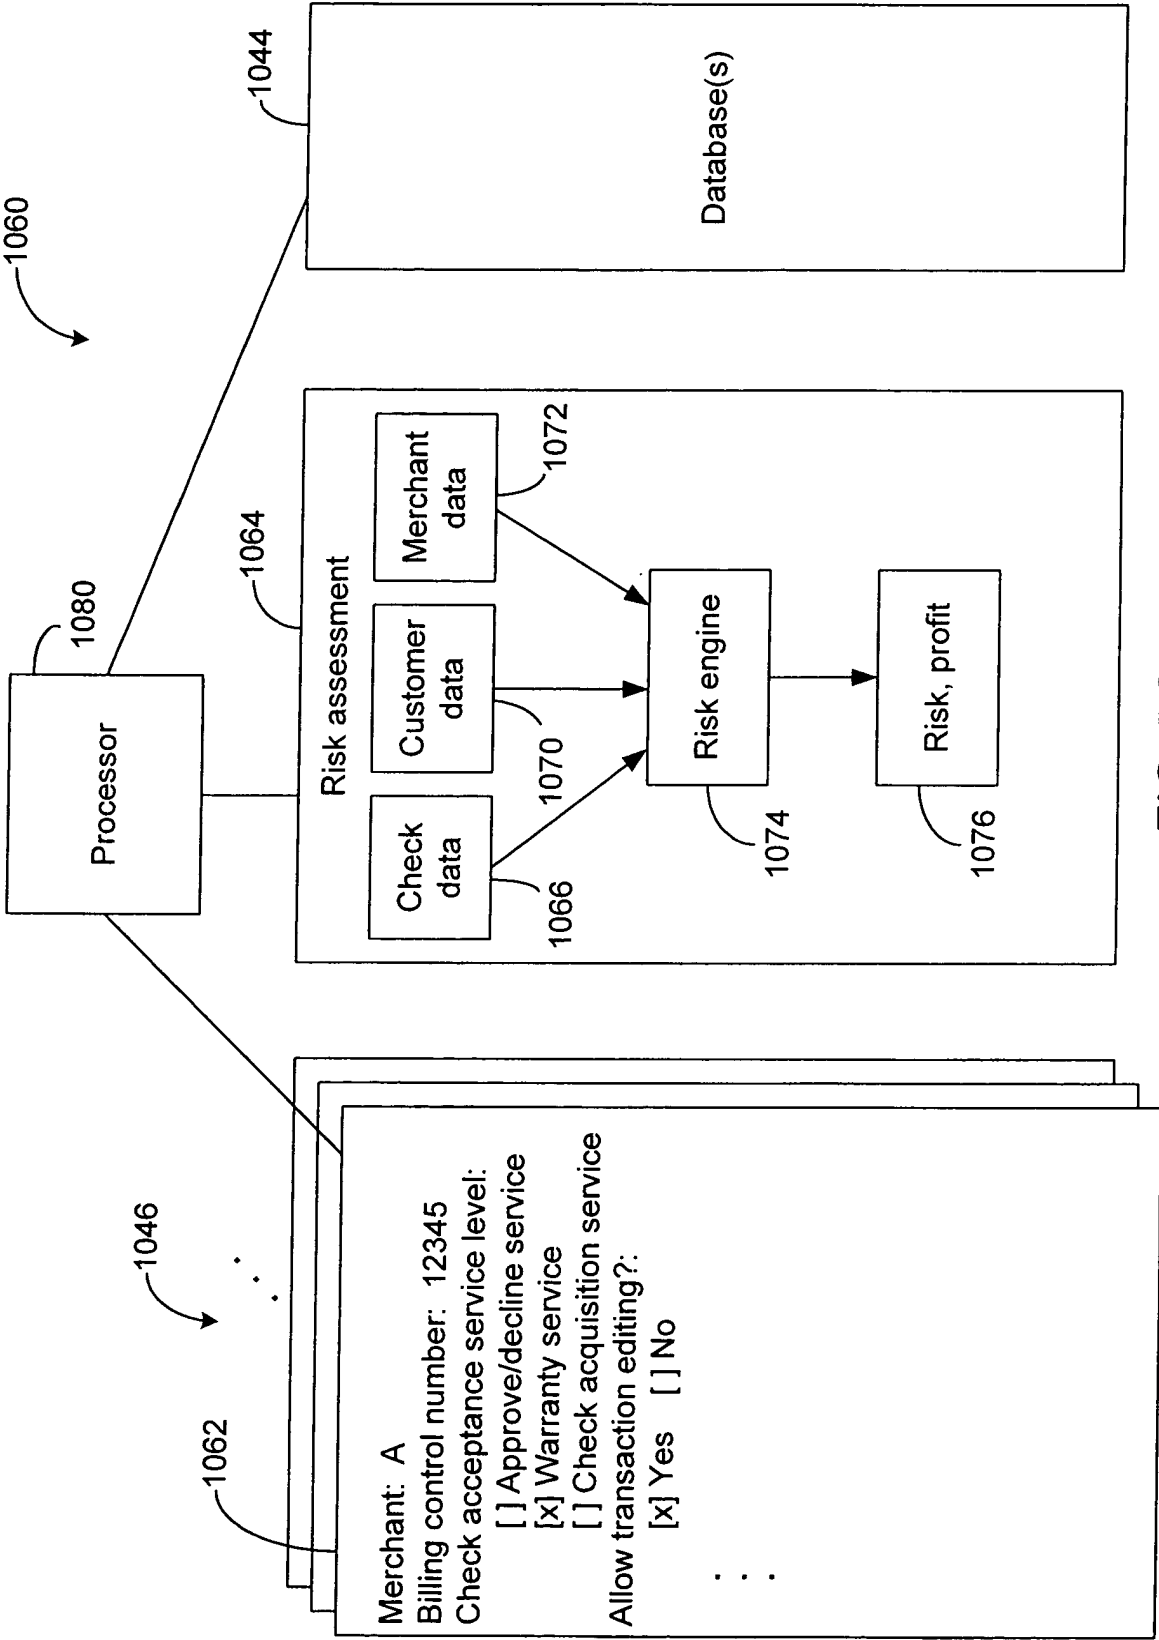 1060
Processor
1080
1046
1062
Merchant: A
Billing control number: 12345
Check acceptance service level:
[ ] Approve/decline service
[x] Warranty service
[ ] Check acquisition service
Allow transaction editing?:
[x] Yes [ ] No
. . .
1064
Risk assessment
Check
data
1066
Customer
data
1070
Merchant
data
1072
Risk engine
1074
Risk, profit
1076
1044
Database(s)